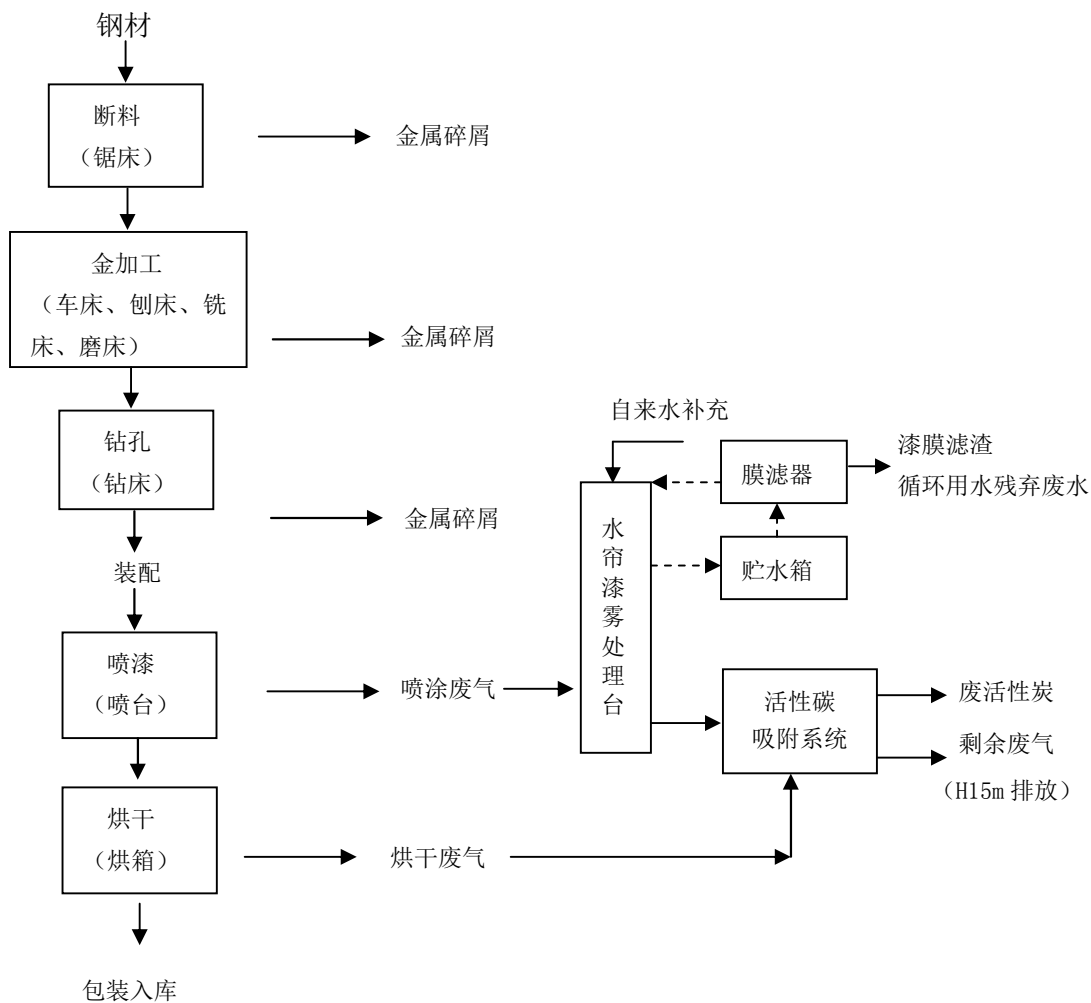 钢材
断料
（锯床）
金属碎屑
金加工
（车床、刨床、铣
床、磨床）
金属碎屑
钻孔
（钻床）
金属碎屑
装配
喷漆
（喷台）
喷涂废气
自来水补充
水帘漆雾处理台
膜滤器
漆膜滤渣
循环用水残弃废水
贮水箱
活性碳
吸附系统
废活性炭
剩余废气
（H15m 排放）
烘干
（烘箱）
烘干废气
包装入库